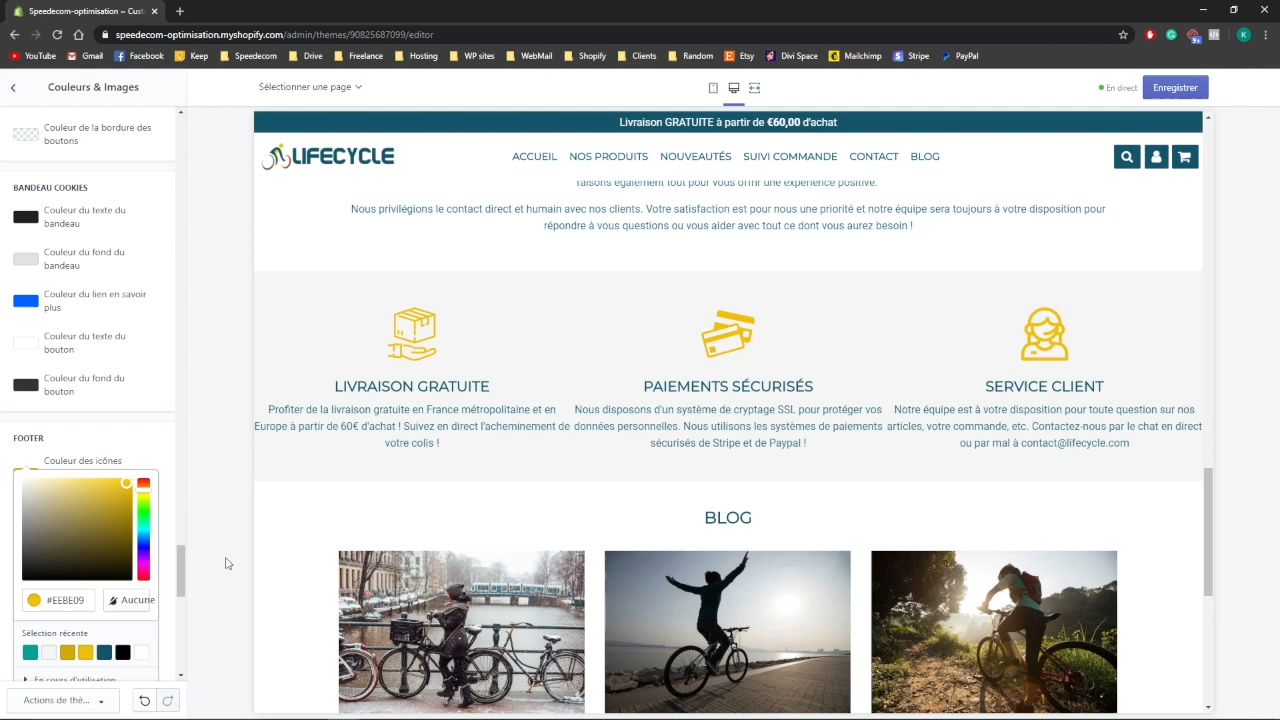 Speedecom-optimisation ~ Cust
speedecom-optimisation.myshopify.com/admin/themes/90825687099/editor
YouTube
Gmail
Facebook
Keep
Speedecom
Drive
Hosting
WP sites
WebMail
Shopify
Clients
Random
Etsy
Divi Space
Mailchimp
Stripe
PayPal
Couleurs & Images
Sélectionner une page
En direct
Enregistrer
Couleur de la bordure des
boutons
BANDEAU COOKIES
Couleur du texte du
bandeau
Couleur du fond du
bandeau
Couleur du lien en savoir
plus
Couleur du texte du
bouton
Couleur du fond du
bouton
FOOTER
Couleur des icônes
#EEBE09
Aucune
Sélection récente
En cours d'utilisation
Actions de thè...
Livraison GRATUITE à partir de €60,00 d'achat
LIFECYCLE
ACCUEIL NOS PRODUITS NOUVEAUTÉS SUIVI COMMANDE CONTACT BLOG
faisons également tout pour vous offrir une expérience positive.
Nous privilégions le contact direct et humain avec nos clients. Votre satisfaction est pour nous une priorité et notre équipe sera toujours à votre disposition pour
répondre à vous questions ou vous aider avec tout ce dont vous aurez besoin !
LIVRAISON GRATUITE
Profiter de la livraison gratuite en France métropolitaine et en
Europe à partir de 60€ d'achat ! Suivez en direct l'acheminement de
votre colis !
PAIEMENTS SÉCURISÉS
Nous disposons d'un système de cryptage SSL pour protéger vos
données personnelles. Nous utilisons les systèmes de paiements
sécurisés de Stripe et de Paypal !
SERVICE CLIENT
Notre équipe est à votre disposition pour toute question sur nos
articles, votre commande, etc. Contactez-nous par le chat en direct
ou par mal à contact@lifecycle.com
BLOG